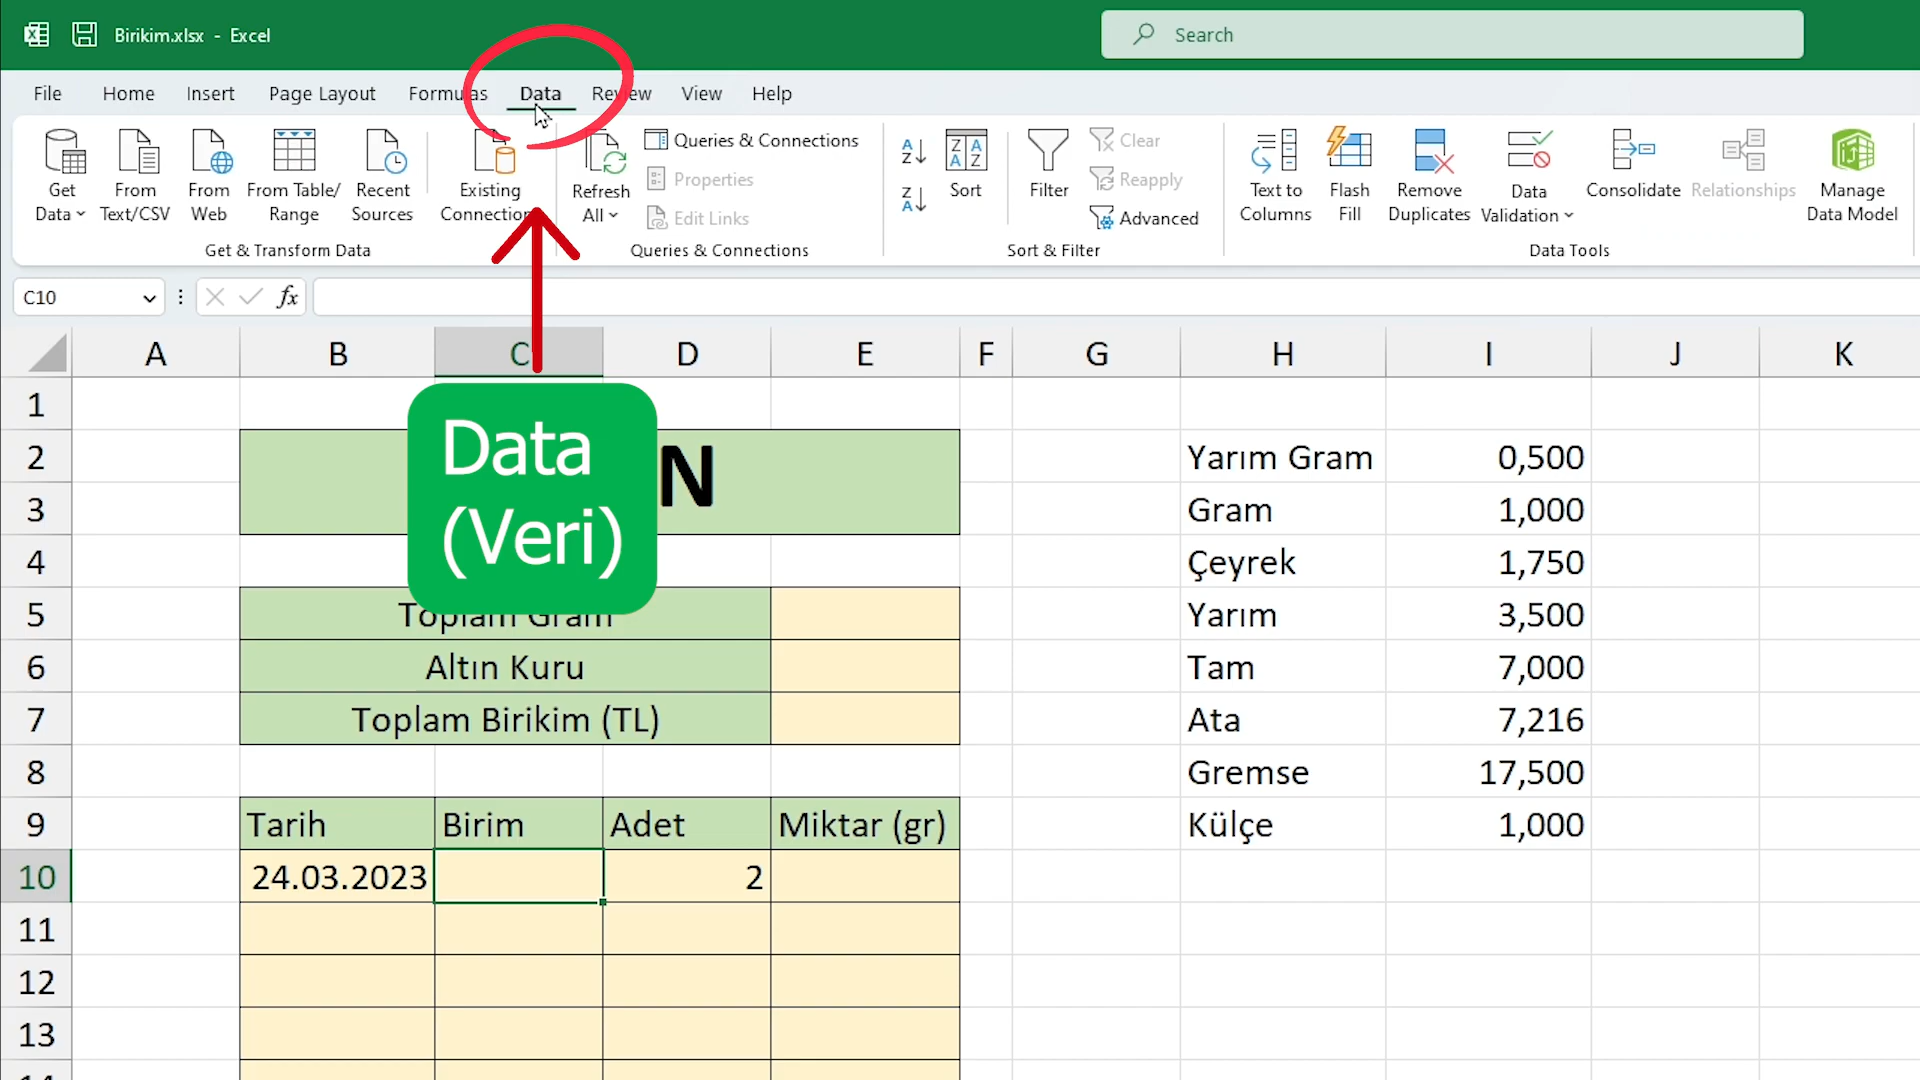 Birikim.xlsx - Excel
Search
File Home Insert Page Layout Formulas Data Review View Help
Get Data
From Text/CSV
From Web
From Table/ Range
Recent Sources
Existing
Refresh All
Queries & Connections
Properties
Edit Links
Sort
Filter
Clear
Reapply
Advanced
Text to Columns
Flash Fill
Remove Duplicates
Data Validation
Consolidate
Relationships
Manage Data Model
Get & Transform Data
Queries & Connections
Sort & Filter
Data Tools
C10
fx
A B C D E F G H I J K
Data
(Veri)
1
2 N Yarım Gram 0,500
3 Gram 1,000
4 Çeyrek 1,750
5 Toplam Gram Yarım 3,500
6 Altın Kuru Tam 7,000
7 Toplam Birikim (TL) Ata 7,216
8 Gremse 17,500
9 Tarih Birim Adet Miktar (gr) Külçe 1,000
10 24.03.2023 2
11
12
13